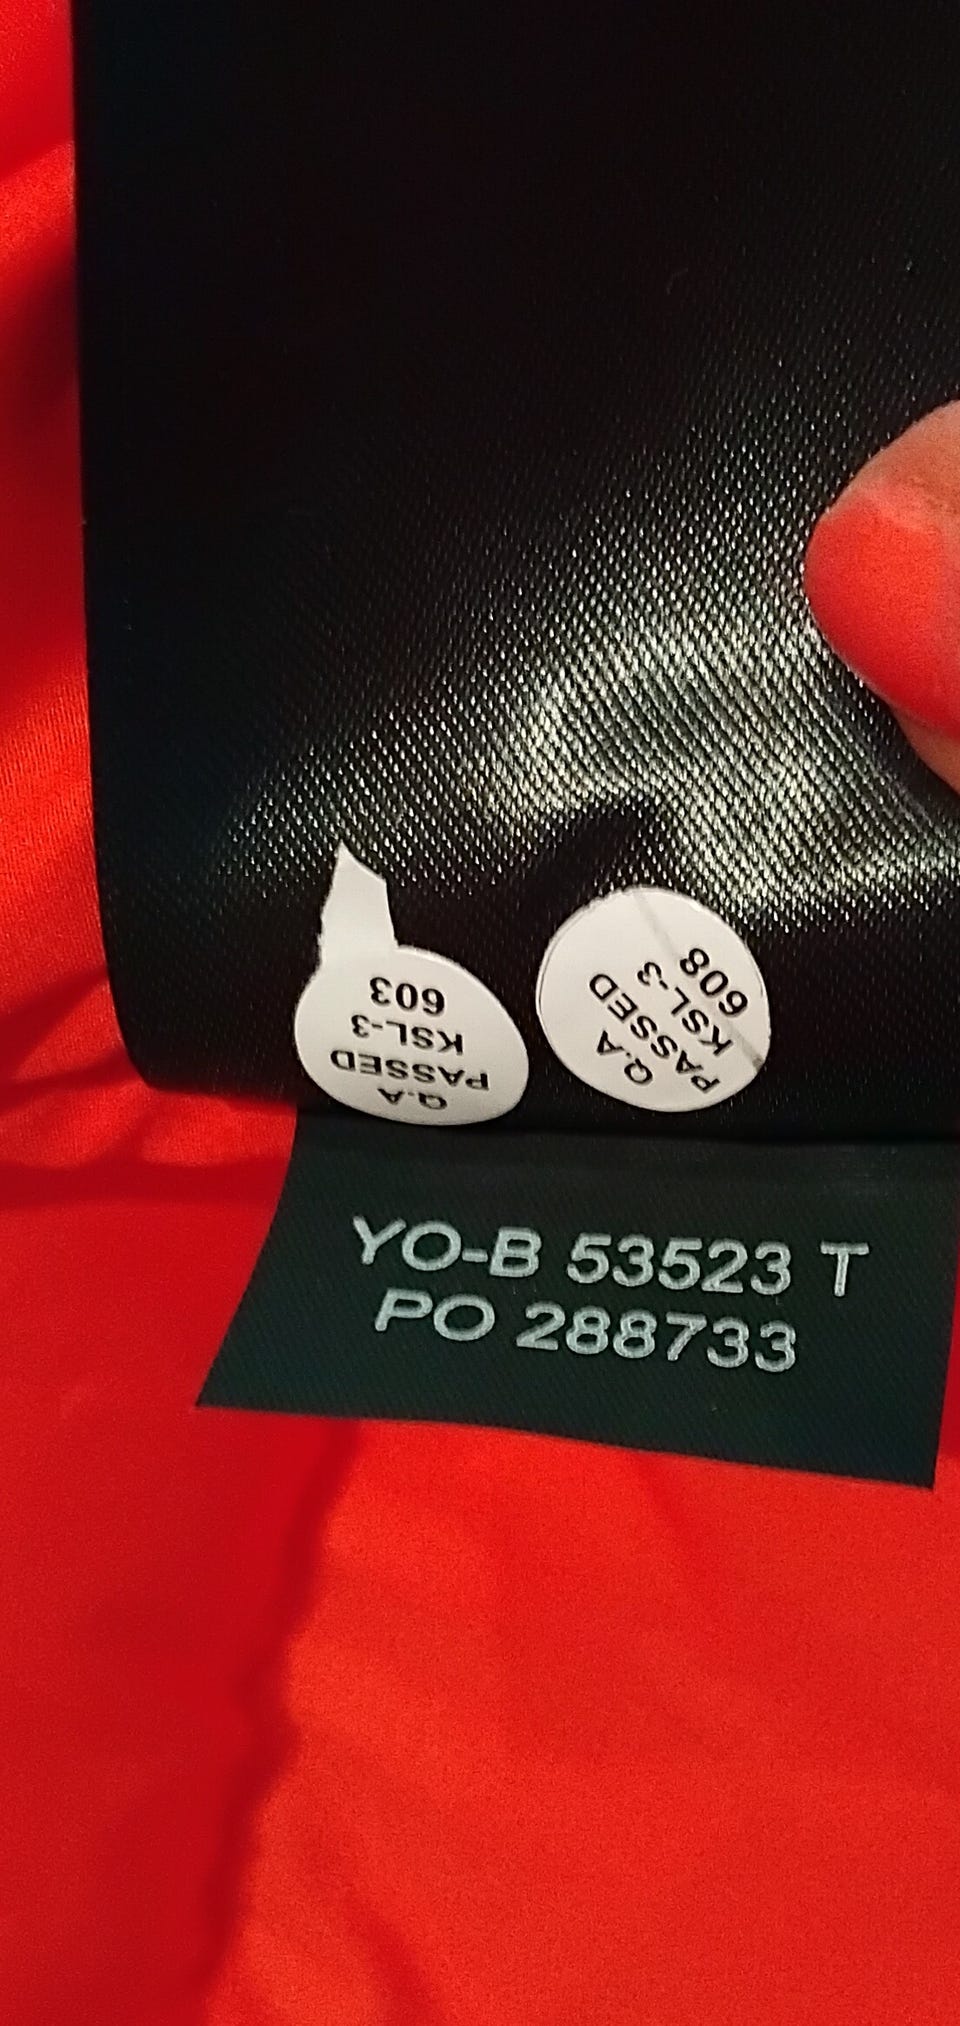 Q.A
PASSED
KSL-3
603
Q.A
PASSED
KSL-3
608
YO-B 53523 T
PO 288733